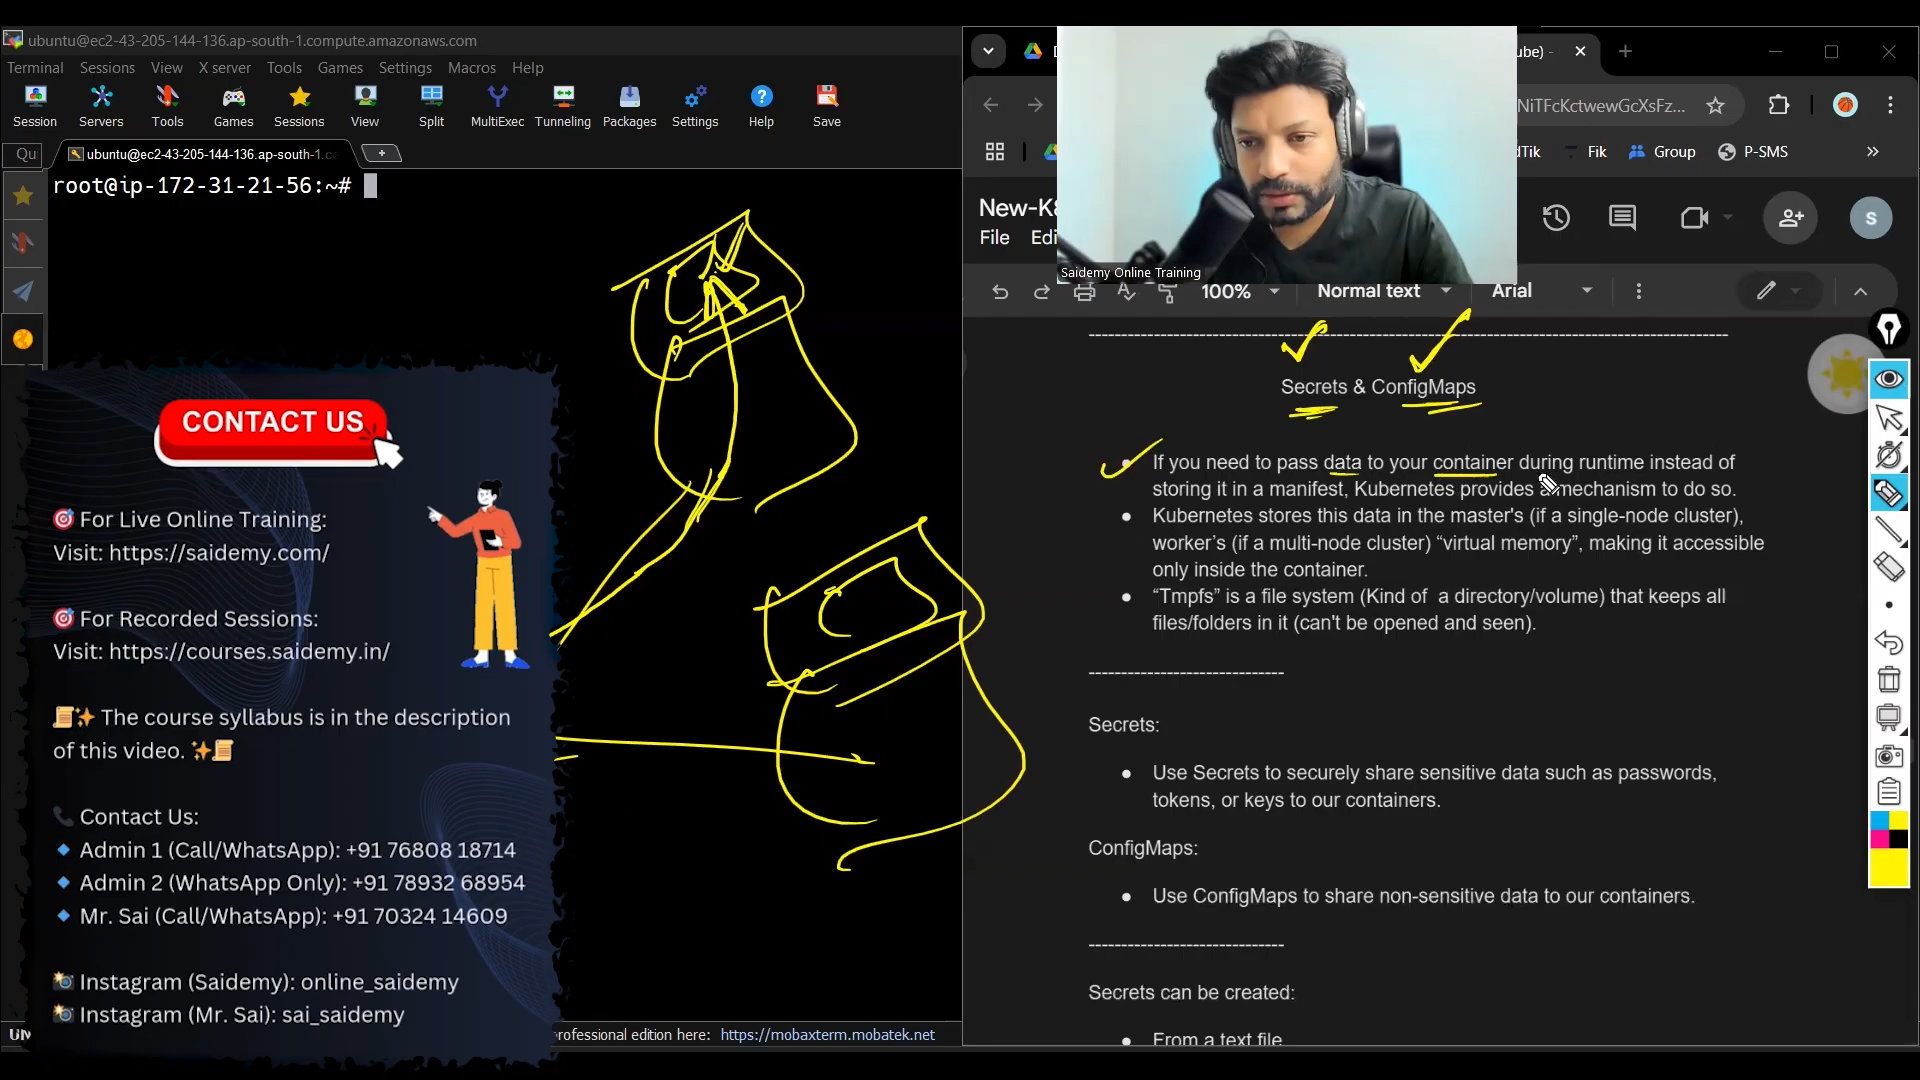 ubuntu@ec2-43-205-144-136.ap-south-1.compute.amazonaws.com
Terminal Sessions View X server Tools Games Settings Macros Help
Session Servers Tools Games Sessions View Split MultiExec Tunneling Packages Settings Help Save
Qu
ubuntu@ec2-43-205-144-136.ap-south-1.co
root@ip-172-31-21-56:~#
CONTACT US
🎯 For Live Online Training:
Visit: https://saidemy.com/
🎯 For Recorded Sessions:
Visit: https://courses.saidemy.in/
📜✨ The course syllabus is in the description
of this video. ✨📜
📞 Contact Us:
🔹 Admin 1 (Call/WhatsApp): +91 76808 18714
🔹 Admin 2 (WhatsApp Only): +91 78932 68954
🔹 Mr. Sai (Call/WhatsApp): +91 70324 14609
📸 Instagram (Saidemy): online_saidemy
📸 Instagram (Mr. Sai): sai_saidemy
UN
rofessional edition here: https://mobaxterm.mobatek.net
ube) -
NiTFcKctwewGcXsFz...
dTik Fik Group P-SMS
New-K8
File Edi
S
Saidemy Online Training
100% Normal text Arial
--------------------------------------------------------------------------------------------------
Secrets & ConfigMaps
● If you need to pass data to your container during runtime instead of
storing it in a manifest, Kubernetes provides a mechanism to do so.
● Kubernetes stores this data in the master's (if a single-node cluster),
worker's (if a multi-node cluster) “virtual memory”, making it accessible
only inside the container.
● “Tmpfs” is a file system (Kind of a directory/volume) that keeps all
files/folders in it (can't be opened and seen).
------------------------------
Secrets:
● Use Secrets to securely share sensitive data such as passwords,
tokens, or keys to our containers.
ConfigMaps:
● Use ConfigMaps to share non-sensitive data to our containers.
------------------------------
Secrets can be created:
● From a text file